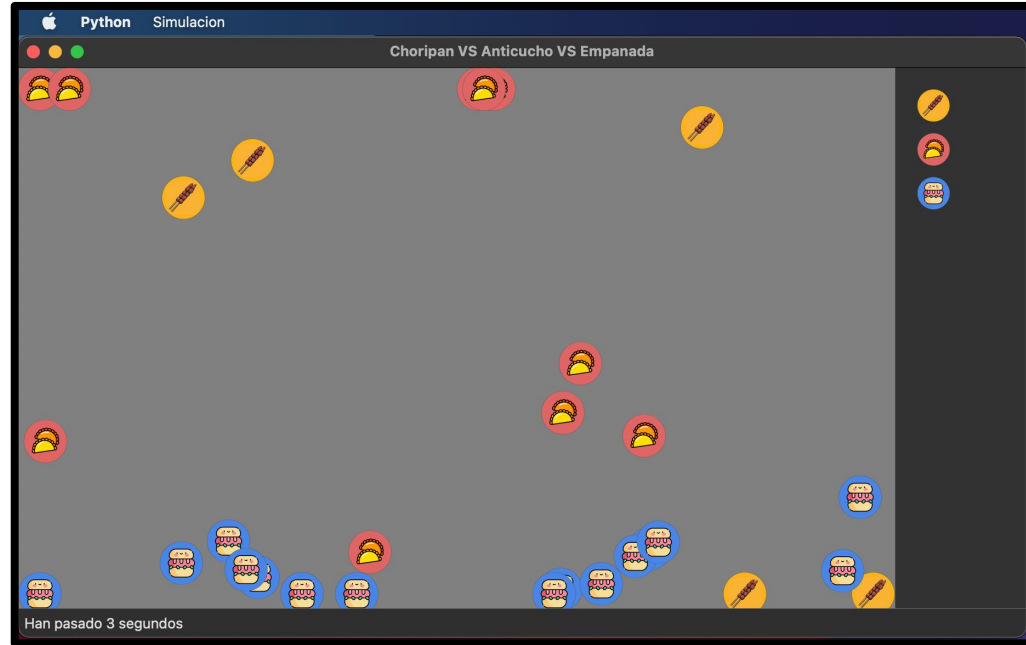 Python Simulacion
Choripan VS Anticucho VS Empanada
Han pasado 3 segundos